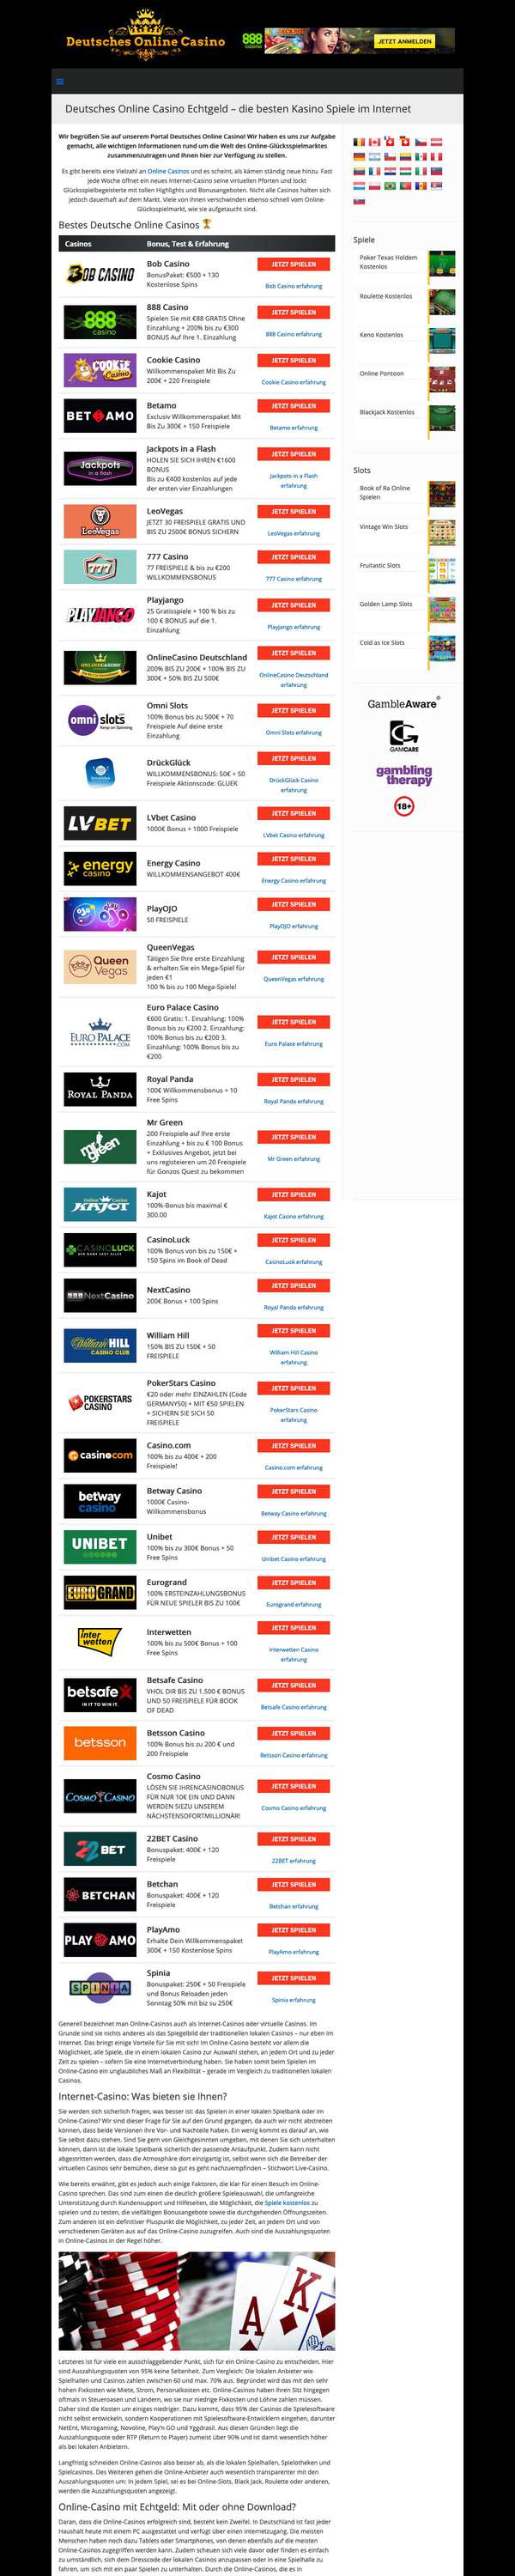 Deutsches Online Casino
888
casino
JETZT ANMELDEN
Deutsches Online Casino Echtgeld – die besten Kasino Spiele im Internet
Wir begrüßen Sie auf unserem Portal Deutsches Online Casino! Wir haben es uns zur Aufgabe
gemacht, alle wichtigen Informationen rund um die Welt des Online-Glücksspielmarktes
zusammenzutragen und Ihnen hier zur Verfügung zu stellen.
Es gibt bereits eine Vielzahl an Online Casinos und es scheint, als kämen ständig neue hinzu. Fast
jede Woche öffnet ein neues Internet-Casino seine virtuellen Pforten und lockt
Glücksspielbegeisterte mit tollen Highlights und Bonusangeboten. Nicht alle Casinos halten sich
jedoch dauerhaft auf dem Markt. Viele von ihnen verschwinden ebenso schnell vom Online-
Glücksspielmarkt, wie sie aufgetaucht sind.
Bestes Deutsche Online Casinos
Casinos Bonus, Test & Erfahrung
BOB CASINO
Bob Casino
BonusPaket: €500 + 130
Kostenlose Spins
JETZT SPIELEN
Bob Casino erfahrung
888
casino
888 Casino
Spielen Sie mit €88 GRATIS Ohne
Einzahlung + 200% bis zu €300
BONUS Auf Ihre 1. Einzahlung
JETZT SPIELEN
888 Casino erfahrung
COOKIE
Casino
Cookie Casino
Willkommenspaket Mit Bis Zu
200€ + 220 Freispiele
JETZT SPIELEN
Cookie Casino erfahrung
BETAMO
Betamo
Exclusiv Willkommenspaket Mit
Bis Zu 300€ + 150 Freispiele
JETZT SPIELEN
Betamo erfahrung
Jackpots
in a flash
Jackpots in a Flash
HOLEN SIE SICH IHREN €1600
BONUS
Bis zu €400 kostenlos auf jede
der ersten vier Einzahlungen
JETZT SPIELEN
Jackpots in a Flash
erfahrung
LeoVegas
LeoVegas
JETZT 30 FREISPIELE GRATIS UND
BIS ZU 2500€ BONUS SICHERN
JETZT SPIELEN
LeoVegas erfahrung
777
777 Casino
77 FREISPIELE & bis zu €200
WILLKOMMENSBONUS
JETZT SPIELEN
777 Casino erfahrung
PLAYJANGO
Playjango
25 Gratisspiele + 100 % bis zu
100 € BONUS auf die 1.
Einzahlung
JETZT SPIELEN
Playjango erfahrung
ONLINECASINO
OnlineCasino Deutschland
200% BIS ZU 200€ + 100% BIS ZU
300€ + 50% BIS ZU 500€
JETZT SPIELEN
OnlineCasino Deutschland
erfahrung
omni slots
Keep on Spinning
Omni Slots
100% Bonus bis zu 500€ + 70
Freispiele Auf deine erste
Einzahlung
JETZT SPIELEN
Omni Slots erfahrung
DrückGlück
WILLKOMMENSBONUS: 50€ + 50
Freispiele Aktionscode: GLUEK
JETZT SPIELEN
DrückGlück Casino
erfahrung
LVBET
LVbet Casino
1000€ Bonus + 1000 Freispiele
JETZT SPIELEN
LVbet Casino erfahrung
energy
casino
Energy Casino
WILLKOMMENSANGEBOT 400€
JETZT SPIELEN
Energy Casino erfahrung
PLAY
ojo
PlayOJO
50 FREISPIELE
JETZT SPIELEN
PlayOJO erfahrung
Queen
Vegas
QueenVegas
Tätigen Sie Ihre erste Einzahlung
& erhalten Sie ein Mega-Spiel für
jeden €1
100 % bis zu 100 Mega-Spiele!
JETZT SPIELEN
QueenVegas erfahrung
EURO PALACE
.COM
Euro Palace Casino
€600 Gratis: 1. Einzahlung: 100%
Bonus bis zu €200 2. Einzahlung:
100% Bonus bis zu €200 3.
Einzahlung: 100% Bonus bis zu
€200
JETZT SPIELEN
Euro Palace erfahrung
ROYAL PANDA
Royal Panda
100€ Willkommensbonus + 10
Free Spins
JETZT SPIELEN
Royal Panda erfahrung
mr green
Mr Green
200 Freispiele auf Ihre erste
Einzahlung + bis zu € 100 Bonus
+ Exklusives Angebot, jetzt bei
uns registeieren um 20 Freispiele
für Gonzos Quest zu bekommen
JETZT SPIELEN
Mr Green erfahrung
Online Casino
KAJOT
Kajot
100%-Bonus bis maximal €
300.00
JETZT SPIELEN
Kajot Casino erfahrung
CASINOLUCK
CasinoLuck
100% Bonus von bis zu 150€ +
150 Spins im Book of Dead
JETZT SPIELEN
CasinoLuck erfahrung
NextCasino
NextCasino
200€ Bonus + 100 Spins
JETZT SPIELEN
Royal Panda erfahrung
William HILL
CASINO CLUB
William Hill
150% BIS ZU 150€ + 50
FREISPIELE
JETZT SPIELEN
William Hill Casino
erfahrung
POKERSTARS
CASINO
PokerStars Casino
€20 oder mehr EINZAHLEN (Code
GERMANY50) + MIT €50 SPIELEN
+ SICHERN SIE SICH 50
FREISPIELE
JETZT SPIELEN
PokerStars Casino
erfahrung
casinocom
Casino.com
100% bis zu 400€ + 200
Freispiele!
JETZT SPIELEN
Casino.com erfahrung
betway
casino
Betway Casino
1000€ Casino-
Willkommensbonus
JETZT SPIELEN
Betway Casino erfahrung
UNIBET
Unibet
100% bis zu 300€ Bonus + 50
Free Spins
JETZT SPIELEN
Unibet Casino erfahrung
EUROGRAND
Eurogrand
100% ERSTEINZAHLUNGSBONUS
FÜR NEUE SPIELER BIS ZU 100€
JETZT SPIELEN
Eurogrand erfahrung
inter
wetten
Interwetten
100% bis zu 500€ Bonus + 100
Free Spins
JETZT SPIELEN
Interwetten Casino
erfahrung
betsafe
IN IT TO WIN IT
Betsafe Casino
VHOL DIR BIS ZU 1.500 € BONUS
UND 50 FREISPIELE FÜR BOOK
OF DEAD
JETZT SPIELEN
Betsafe Casino erfahrung
betsson
Betsson Casino
100% Bonus bis zu 200 € und
200 Freispiele
JETZT SPIELEN
Betsson Casino erfahrung
COSMO CASINO
Cosmo Casino
LÖSEN SIE IHRENCASINOBONUS
FÜR NUR 10€ EIN UND DANN
WERDEN SIEZU UNSEREM
NÄCHSTENSOFORTMILLIONÄR!
JETZT SPIELEN
Cosmo Casino erfahrung
22 BET
22BET Casino
Bonuspaket: 400€ + 120
Freispiele
JETZT SPIELEN
22BET erfahrung
BETCHAN
Betchan
Bonuspaket: 400€ + 120
Freispiele
JETZT SPIELEN
Betchan erfahrung
PLAY AMO
PlayAmo
Erhalte Dein Willkommenspaket
300€ + 150 Kostenlose Spins
JETZT SPIELEN
PlayAmo erfahrung
SPINIA
Spinia
Bonuspaket: 250€ + 50 Freispiele
und Bonus Reloaden jeden
Sonntag 50% mit biz su 250€
JETZT SPIELEN
Spinia erfahrung
Generell bezeichnet man Online-Casinos auch als Internet-Casinos oder virtuelle Casinos. Im
Grunde sind sie nichts anderes als das Spiegelbild der traditionellen lokalen Casinos – nur eben im
Internet. Das bringt einige Vorteile für Sie mit sich! Im Online-Casino besteht vor allem die
Möglichkeit, alle Spiele, die in einem lokalen Casino zur Auswahl stehen, an jedem Ort und zu jeder
Zeit zu spielen – sofern Sie eine Internetverbindung haben. Sie haben somit beim Spielen im
Online-Casino ein unglaubliches Maß an Flexibilität – gerade im Vergleich zu traditionellen lokalen
Casinos.
Internet-Casino: Was bieten sie Ihnen?
Sie werden sich sicherlich fragen, was besser ist: das Spielen in einer lokalen Spielbank oder im
Online-Casino? Wir sind dieser Frage für Sie auf den Grund gegangen, da auch wir nicht abstreiten
können, dass beide Versionen ihre Vor- und Nachteile haben. Ein wenig kommt es darauf an, wie
Sie selbst dazu stehen. Sind Sie gern von Gleichgesinnten umgeben, mit denen Sie sich unterhalten
können, dann ist die lokale Spielbank sicherlich der passende Anlaufpunkt. Zudem kann nicht
abgestritten werden, dass die Atmosphäre dort einzigartig ist, selbst wenn sich die Betreiber der
virtuellen Casinos sehr bemühen, diese so gut es geht nachzuempfinden – Stichwort Live-Casino.
Wie bereits erwähnt, gibt es jedoch auch einige Faktoren, die klar für einen Besuch im Online-
Casino sprechen. Das sind zum einen die deutlich größere Spieleauswahl, die umfangreiche
Unterstützung durch Kundensupport und Hilfeseiten, die Möglichkeit, die Spiele kostenlos zu
spielen und zu testen, die vielfältigen Bonusangebote sowie die durchgehenden Öffnungszeiten.
Zum anderen ist ein definitiver Pluspunkt die Möglichkeit, zu jeder Zeit, an jedem Ort und von
verschiedenen Geräten aus auf das Online-Casino zuzugreifen. Auch sind die Auszahlungsquoten
in Online-Casinos in der Regel höher.
A K
Letzteres ist für viele ein ausschlaggebender Punkt, sich für ein Online-Casino zu entscheiden. Hier
sind Auszahlungsquoten von 95% keine Seltenheit. Zum Vergleich: Die lokalen Anbieter wie
Spielhallen und Casinos zahlen zwischen 60 und max. 70% aus. Begründet wird das mit den sehr
hohen Fixkosten wie Miete, Strom, Personalkosten etc. Online-Casinos haben ihren Sitz hingegen
oftmals in Steueroasen und Ländern, wo sie nur niedrige Fixkosten und Löhne zahlen müssen.
Daher sind die Kosten um einiges niedriger. Dazu kommt, dass 95% der Casinos die Spielesoftware
nicht selbst entwickeln, sondern Kooperationen mit Spielesoftware-Entwicklern eingehen, darunter
NetEnt, Microgaming, Novoline, Play'n GO und Yggdrasil. Aus diesen Gründen liegt die
Auszahlungsquote oder RTP (Return to Player) zumeist über 90% und ist damit wesentlich höher
als bei lokalen Anbietern.
Langfristig schneiden Online-Casinos also besser ab, als die lokalen Spielhallen, Spielotheken und
Spielcasinos. Des Weiteren gehen die Online-Anbieter auch wesentlich transparenter mit den
Auszahlungsquoten um: In jedem Spiel, sei es bei Online-Slots, Black Jack, Roulette oder anderen,
werden die Auszahlungsquoten angezeigt.
Online-Casino mit Echtgeld: Mit oder ohne Download?
Daran, dass die Online-Casinos erfolgreich sind, besteht kein Zweifel. In Deutschland ist fast jeder
Haushalt heute mit einem PC ausgestattet und verfügt über einen Internetzugang. Die meisten
Menschen haben noch dazu Tablets oder Smartphones, von denen ebenfalls auf die meisten
Online-Casinos zugegriffen werden kann. Zudem scheuen sich viele davor oder finden es einfach
zu umständlich, sich dem Dresscode der lokalen Casinos anzupassen oder in eine Spielhalle zu
fahren, um sich mit ein paar Spielen zu unterhalten. Durch die Online-Casinos, die es in
Spiele
Poker Texas Holdem
Kostenlos
Roulette Kostenlos
Keno Kostenlos
Online Pontoon
Blackjack Kostenlos
Slots
Book of Ra Online
Spielen
Vintage Win Slots
Fruitastic Slots
Golden Lamp Slots
Cold as Ice Slots
GambleAware®
GAMCARE
gambling
therapy
18+